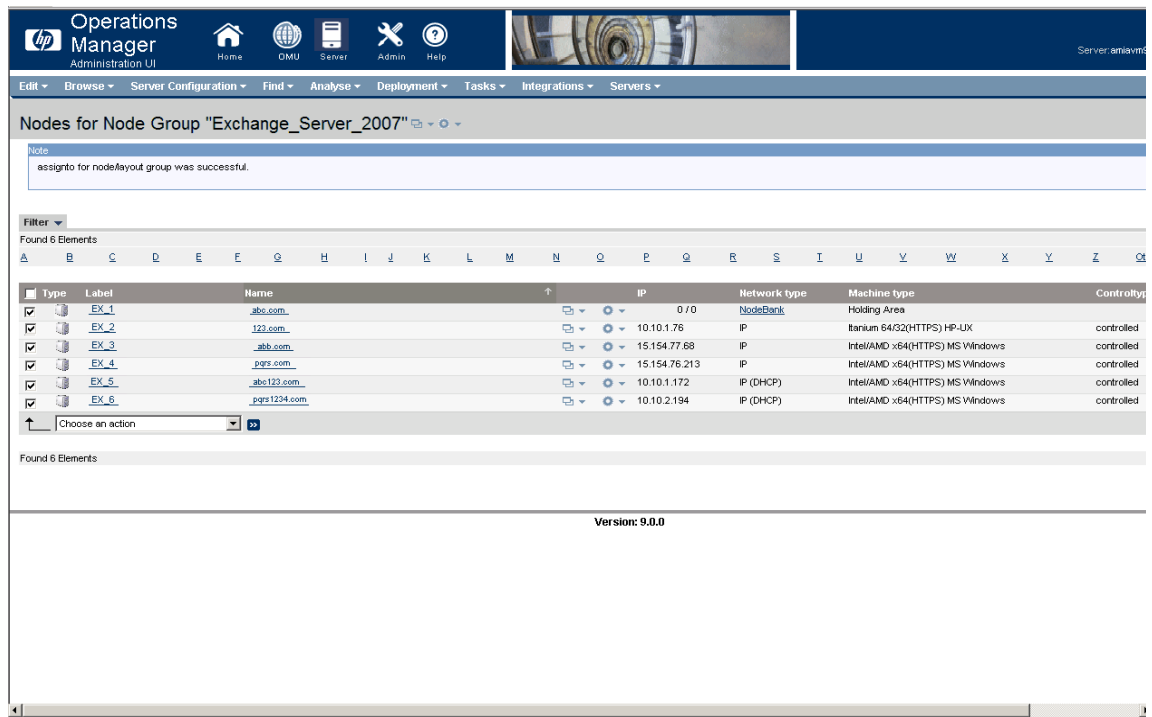 hp Operations Manager
Administration UI
Home OMU Server Admin Help
Server:amiavm
Edit Browse Server Configuration Find Analyse Deployment Tasks Integrations Servers
Nodes for Node Group "Exchange_Server_2007"
Note
assignto for node/layout group was successful.
Filter
Found 6 Elements
A B C D E F G H I J K L M N O P Q R S T U V W X Y Z Ot
Type Label Name IP Network type Machine type Controltyp
EX_1 abc.com 0 / 0 NodeBank Holding Area
EX_2 123.com 10.10.1.76 IP Itanium 64/32(HTTPS) HP-UX controlled
EX_3 abb.com 15.154.77.68 IP Intel/AMD x64(HTTPS) MS Windows controlled
EX_4 pqrs.com 15.154.76.213 IP Intel/AMD x64(HTTPS) MS Windows controlled
EX_5 abc123.com 10.10.1.172 IP (DHCP) Intel/AMD x64(HTTPS) MS Windows controlled
EX_6 pqrs1234.com 10.10.2.194 IP (DHCP) Intel/AMD x64(HTTPS) MS Windows controlled
Choose an action
Found 6 Elements
Version: 9.0.0